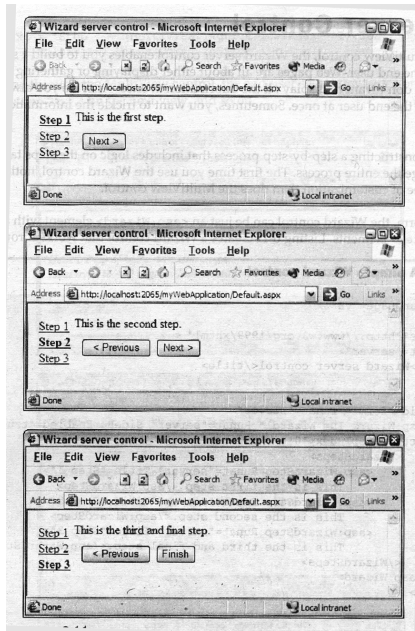 Wizard server control - Microsoft Internet Explorer
File Edit View Favorites Tools Help
Back Search Favorites Media »
Address http://localhost:2065/myWebApplication/Default.aspx Go Links »
Step 1 This is the first step.
Step 2 Next >
Step 3
Done Local intranet
Wizard server control - Microsoft Internet Explorer
File Edit View Favorites Tools Help
Back Search Favorites Media »
Address http://localhost:2065/myWebApplication/Default.aspx Go Links »
Step 1 This is the second step.
Step 2 < Previous Next >
Step 3
Done Local intranet
Wizard server control - Microsoft Internet Explorer
File Edit View Favorites Tools Help
Back Search Favorites Media »
Address http://localhost:2065/myWebApplication/Default.aspx Go Links »
Step 1 This is the third and final step.
Step 2 < Previous Finish
Step 3
Done Local intranet